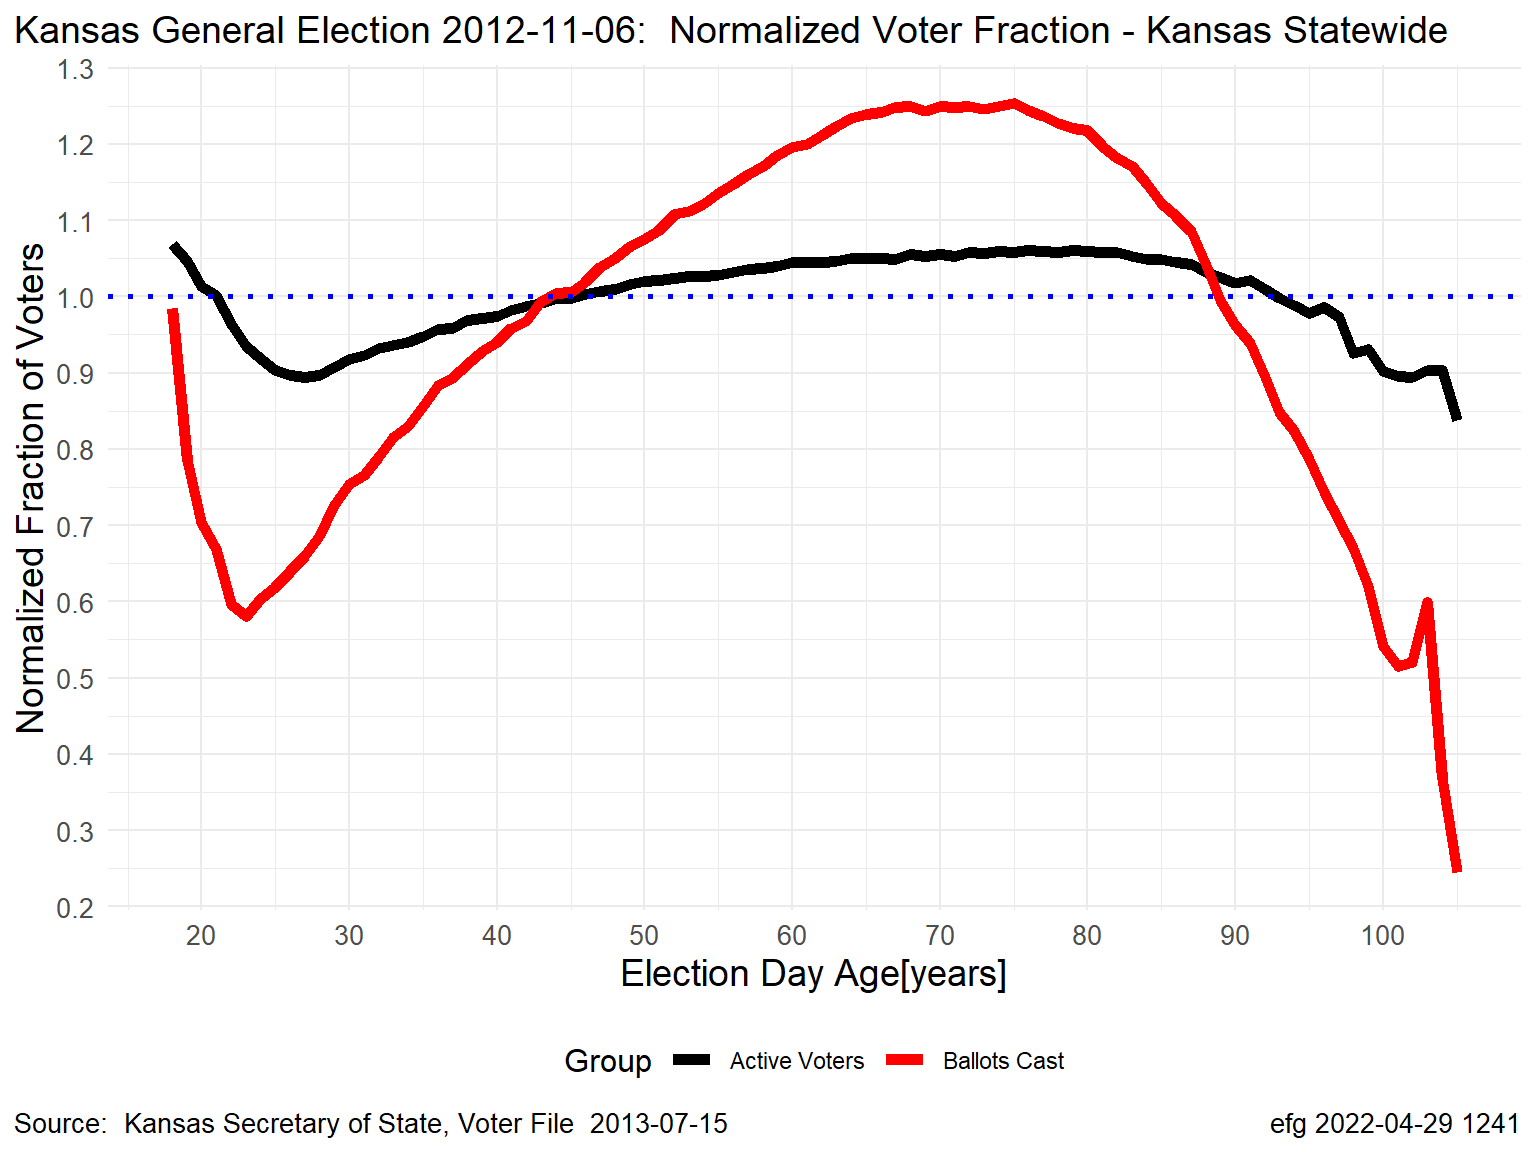 Kansas General Election 2012-11-06:  Normalized Voter Fraction - Kansas Statewide
Normalized Fraction of Voters
1.3
1.2
1.1
1.0
0.9
0.8
0.7
0.6
0.5
0.4
0.3
0.2
20 30 40 50 60 70 80 90 100
Election Day Age[years]
Group Active Voters Ballots Cast
Source:  Kansas Secretary of State, Voter File  2013-07-15 efg 2022-04-29 1241